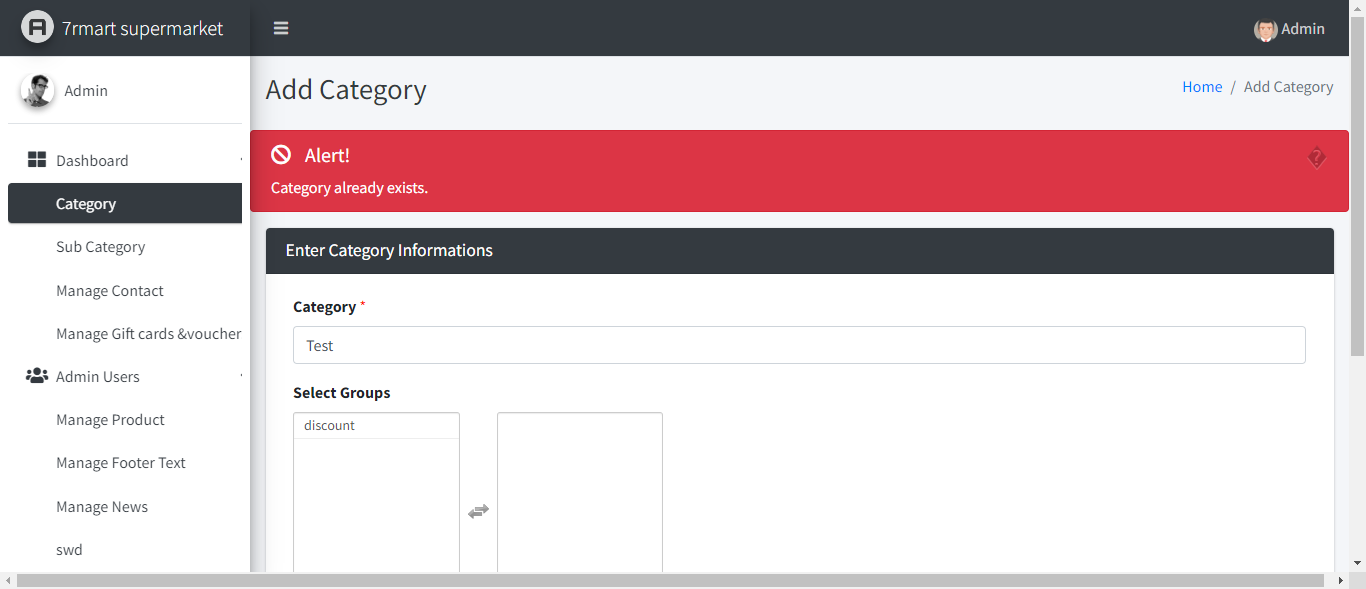 7rmart supermarket
Admin
Admin
Dashboard
Category
Sub Category
Manage Contact
Manage Gift cards &voucher
Admin Users
Manage Product
Manage Footer Text
Manage News
swd
Add Category
Home / Add Category
Alert!
Category already exists.
Enter Category Informations
Category *
Test
Select Groups
discount